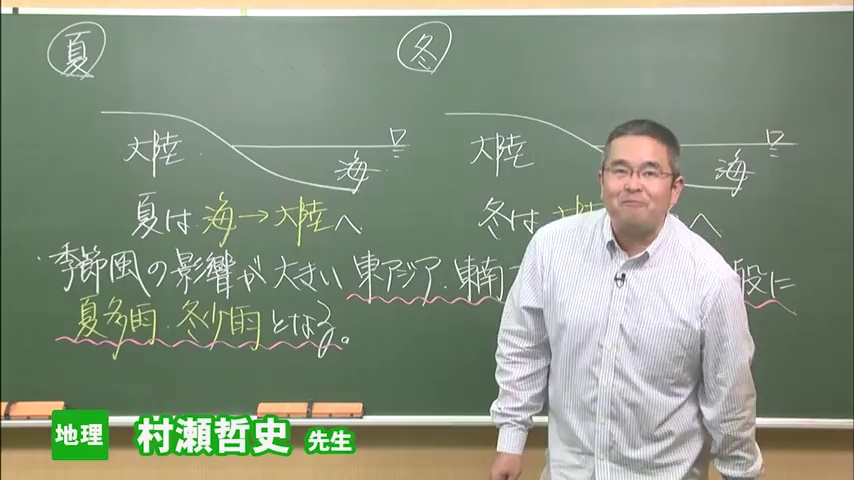 夏
冬
大陸
海
大陸
海
夏は 海→大陸へ
冬は 大陸 へ
季節風の影響が大きい東アジア・東南 般に
夏多雨・冬少雨となる。
地理 村瀬哲史 先生